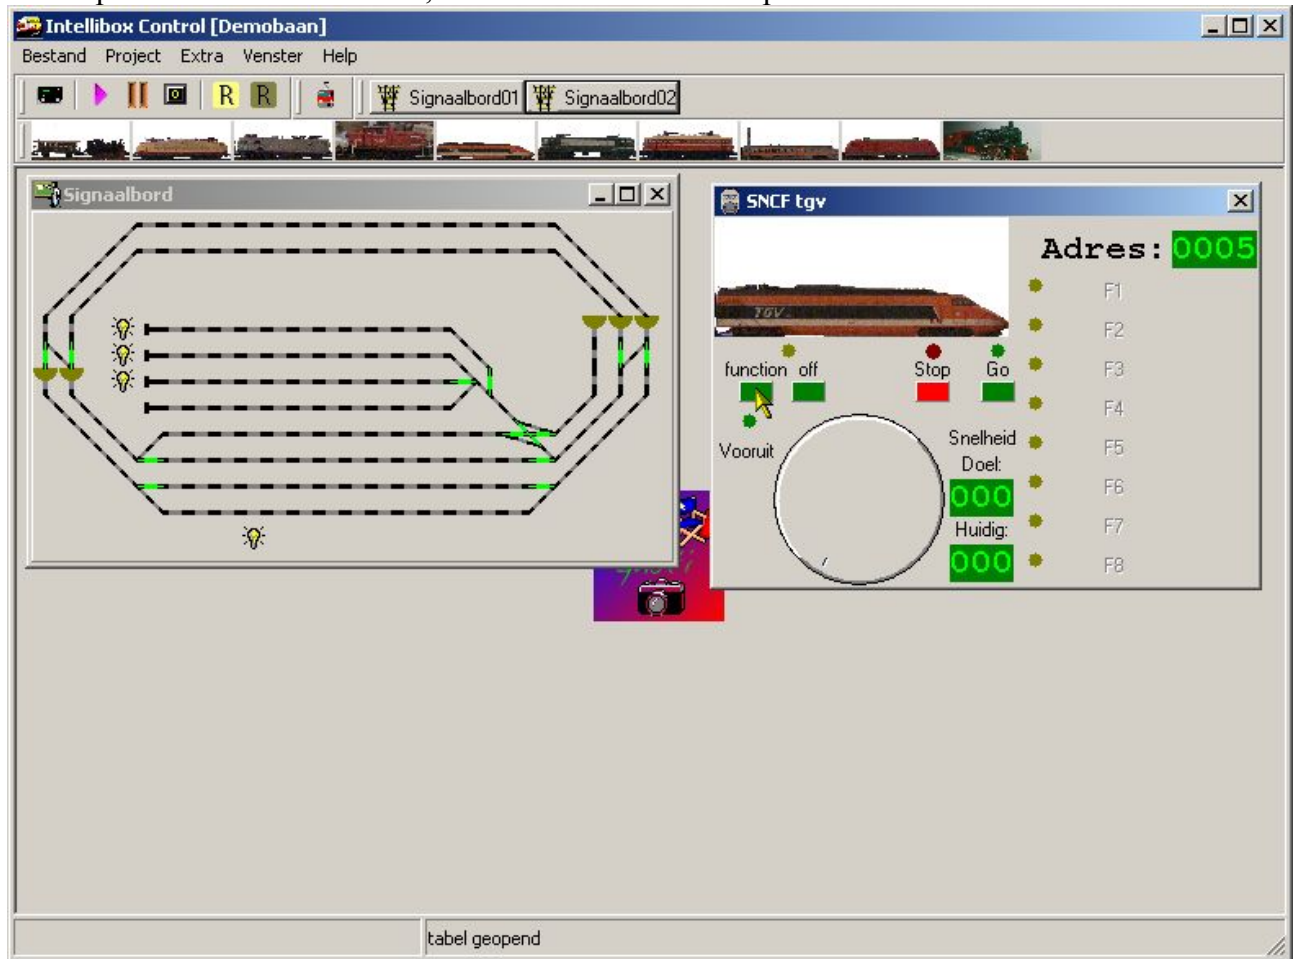 Intellibox Control [Demobaan]
Bestand Project Extra Venster Help
R R Signaalbord01 Signaalbord02
Signaalbord
SNCF tgv
Adres: 0005
TGV
F1
F2
function off Stop Go F3
F4
Vooruit Snelheid F5
Doel:
000 F6
Huidig: F7
000 F8
tabel geopend